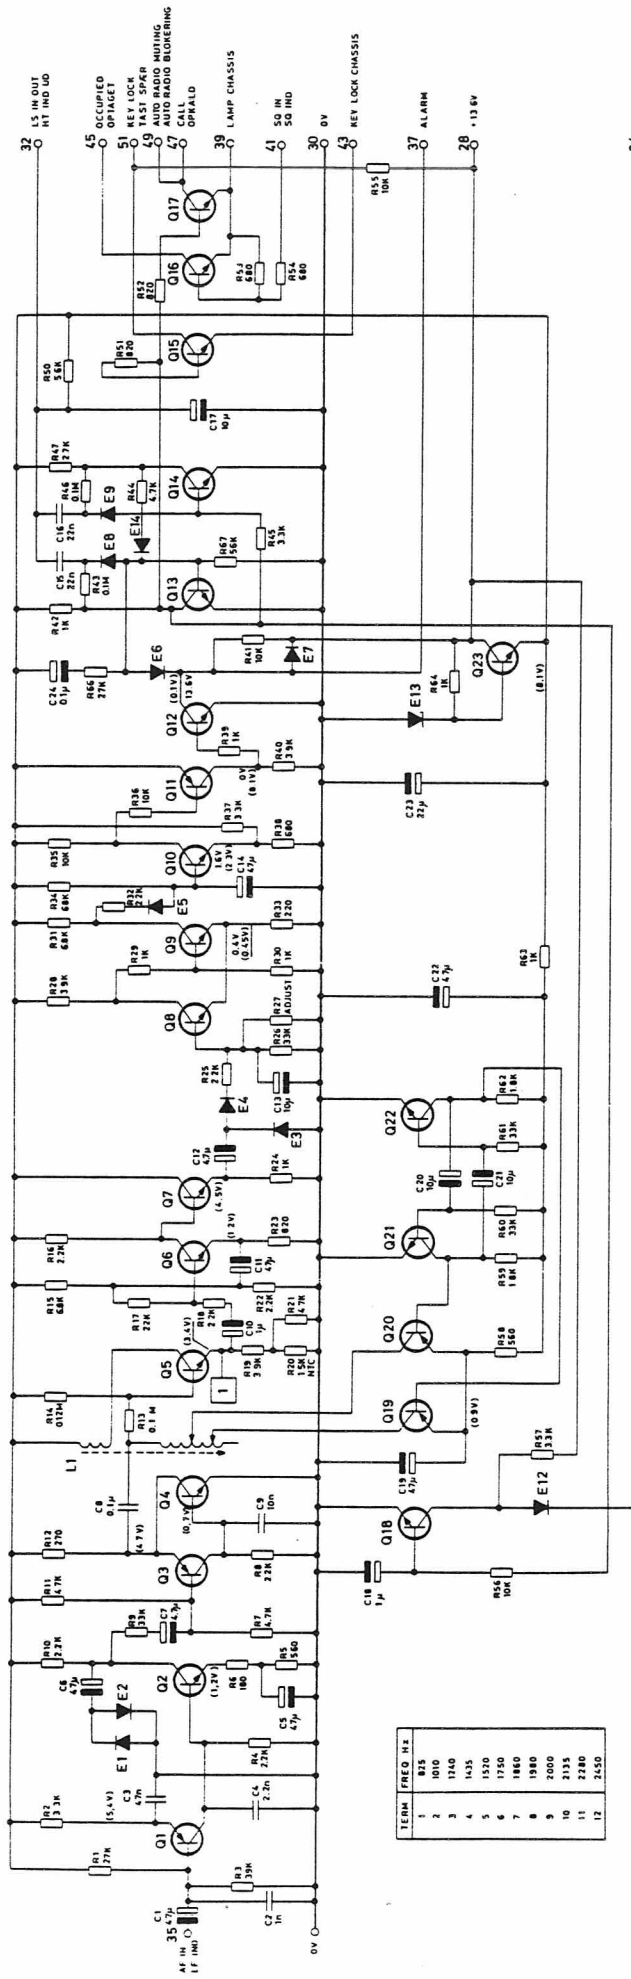 32
LS IN OUT
HT IND UD
45
OCCUPIED
OPTAGET
51
KEY LOCK
TAST SPÆR
49
AUTO RADIO MUTING
AUTO RADIO BLOKERING
47
CALL
OPKALD
39
LAMP CHASSIS
41
SQ IN
SQ IND
30
0V
43
KEY LOCK CHASSIS
37
ALARM
28
+13 6V
R55
10K
Q17
Q16
R52
820
R53
680
R54
680
R51
820
Q15
R50
5.6K
C17
10µ
R47
2.7K
R46
0.1M
R44
4.7K
Q14
C16
22n
E9
E14
R45
3.3K
C15
22n
E8
R43
0.1M
R67
56K
R42
1K
Q13
C24
0.1µ
R66
27K
E6
R41
10K
E7
(0.1V)
13.6V
Q12
R39
1K
R64
1K
E13
Q23
(8.1V)
Q11
0V
(8.1V)
R40
3.9K
R36
10K
R37
3.3K
C23
22µ
R35
10K
Q10
1.6V
(2.3V)
R38
680
R34
68K
C14
47µ
R32
2.2K
E5
R31
6.8K
Q9
R33
220
0.4V
(0.45V)
R29
1K
R30
1K
R28
3.9K
Q8
R27
ADJUST
R26
33K
R25
2.2K
C13
10µ
E4
E3
C12
4.7µ
C22
47µ
R63
1K
Q7
(4.5V)
R24
1K
R16
2.2K
Q6
(1.2V)
R23
820
C11
47µ
R15
68K
R17
22K
R18
2.2K
R22
2.2K
C10
1µ
R21
4.7K
(3.4V)
Q5
R19
3.9K
R20
1.5K
NTC
1
R14
0.12M
R13
0.1 M
L1
Q22
R62
1.8K
R61
33K
C20
10µ
C21
10µ
Q21
R60
33K
R59
1.8K
Q20
R58
560
Q19
(0.9V)
C19
47µ
R57
3.3K
E12
Q18
C18
1µ
R56
10K
C8
0.1µ
R12
270
(4.7V)
Q4
(0.7V)
C9
10n
R11
4.7K
Q3
R8
22K
R9
33K
C7
4.7µ
R7
4.7K
R10
2.2K
C6
47µ
Q2
(1,2V)
R6
180
R5
560
C5
47µ
E2
E1
C3
47n
(5,4V)
R4
2.2K
C4
2.2n
R2
3.3K
Q1
R1
27K
R3
39K
C2
1n
C1
47µ
35
AF IN
LF IND
0V
TERM FREQ Hz
1 825
2 1010
3 1240
4 1435
5 1520
6 1750
7 1860
8 1980
9 2000
10 2135
11 2280
12 2450